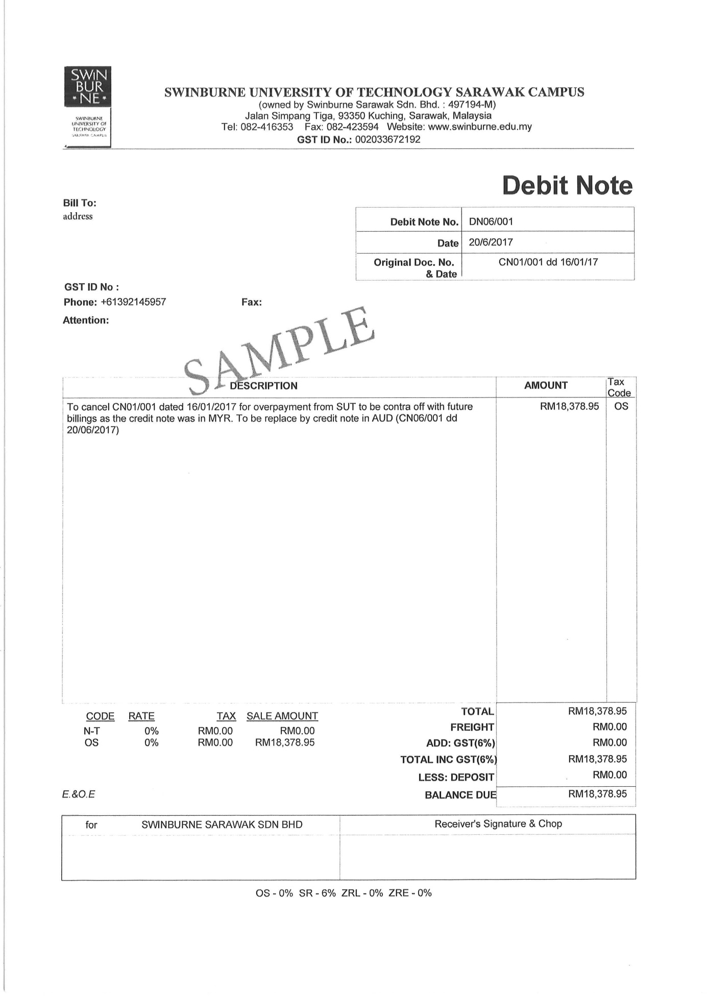 SWiN
BUR
* NE *
SWINBURNE
UNIVERSITY OF
TECHNOLOGY
SARAWAK CAMPUS
SWINBURNE UNIVERSITY OF TECHNOLOGY SARAWAK CAMPUS
(owned by Swinburne Sarawak Sdn. Bhd. : 497194-M)
Jalan Simpang Tiga, 93350 Kuching, Sarawak, Malaysia
Tel: 082-416353 Fax: 082-423594 Website: www.swinburne.edu.my
GST ID No.: 002033672192
Debit Note
Bill To:
address
Debit Note No. DN06/001
Date 20/6/2017
Original Doc. No. CN01/001 dd 16/01/17
& Date
GST ID No :
Phone: +61392145957 Fax:
Attention:
SAMPLE
DESCRIPTION AMOUNT Tax
Code
To cancel CN01/001 dated 16/01/2017 for overpayment from SUT to be contra off with future RM18,378.95 OS
billings as the credit note was in MYR. To be replace by credit note in AUD (CN06/001 dd
20/06/2017)
CODE RATE TAX SALE AMOUNT
N-T 0% RM0.00 RM0.00
OS 0% RM0.00 RM18,378.95
TOTAL RM18,378.95
FREIGHT RM0.00
ADD: GST(6%) RM0.00
TOTAL INC GST(6%) RM18,378.95
LESS: DEPOSIT RM0.00
E.&O.E BALANCE DUE RM18,378.95
for SWINBURNE SARAWAK SDN BHD Receiver's Signature & Chop
OS - 0% SR - 6% ZRL - 0% ZRE - 0%